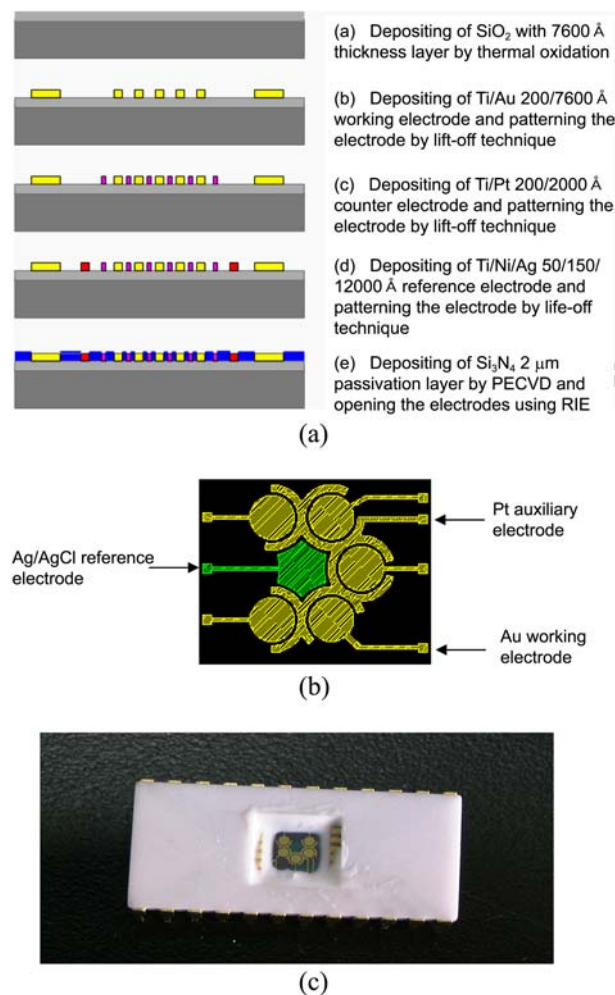 (a) Depositing of SiO₂ with 7600 Å
thickness layer by thermal oxidation
(b) Depositing of Ti/Au 200/7600 Å
working electrode and patterning the
electrode by lift-off technique
(c) Depositing of Ti/Pt 200/2000 Å
counter electrode and patterning the
electrode by lift-off technique
(d) Depositing of Ti/Ni/Ag 50/150/
12000 Å reference electrode and
patterning the electrode by life-off
technique
(e) Depositing of Si₃N₄ 2 μm
passivation layer by PECVD and
opening the electrodes using RIE
(a)
Pt auxiliary
electrode
Ag/AgCl reference
electrode
Au working
electrode
(b)
(c)